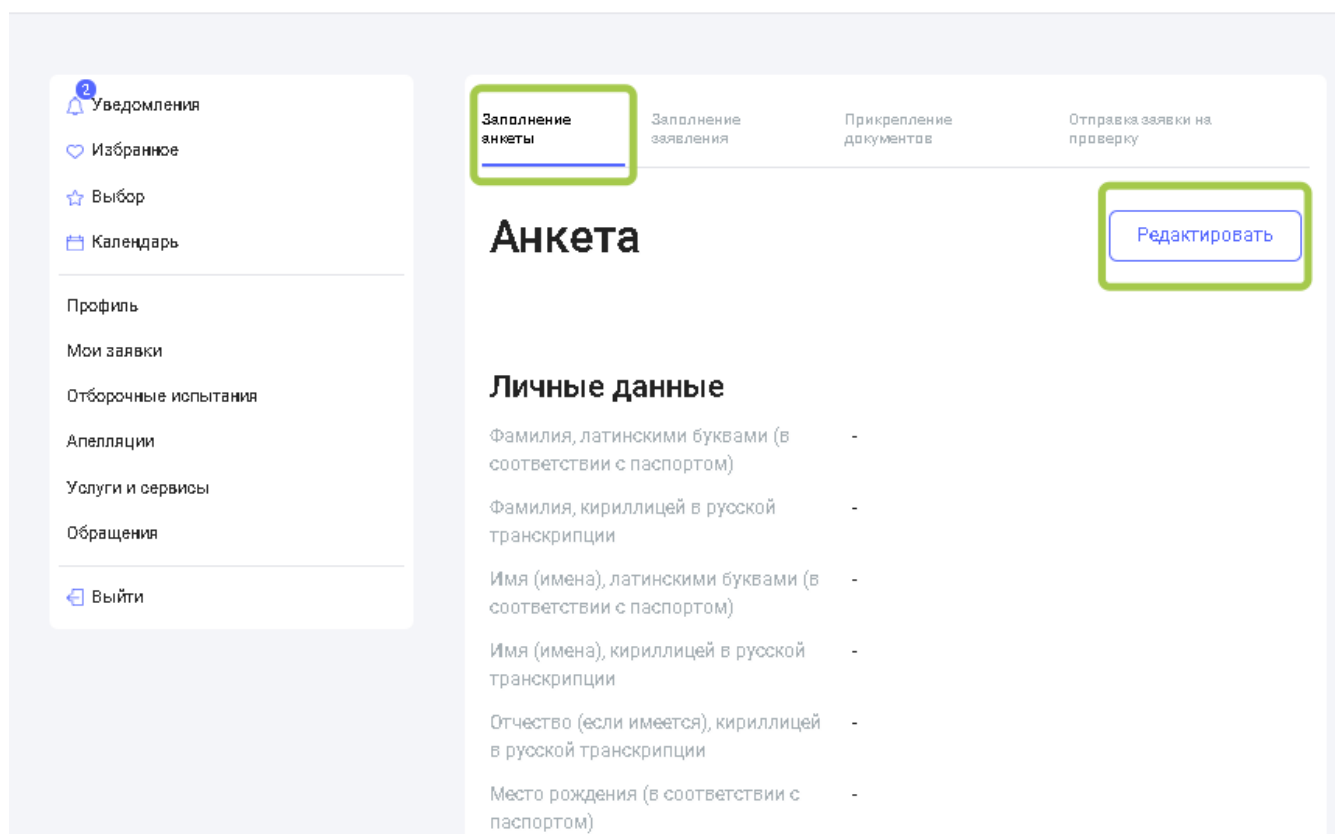 2
Уведомления
Избранное
Выбор
Календарь
Профиль
Мои заявки
Отборочные испытания
Апелляции
Услуги и сервисы
Обращения
Выйти
Заполнение
анкеты
Заполнение
заявления
Прикрепление
документов
Отправка заявки на
проверку
Анкета
Редактировать
Личные данные
Фамилия, латинскими буквами (в
соответствии с паспортом)
-
Фамилия, кириллицей в русской
транскрипции
-
Имя (имена), латинскими буквами (в
соответствии с паспортом)
-
Имя (имена), кириллицей в русской
транскрипции
-
Отчество (если имеется), кириллицей
в русской транскрипции
-
Место рождения (в соответствии с
паспортом)
-